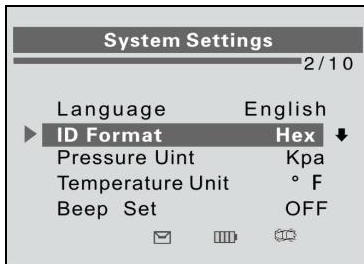 System Settings
2/10
Language English
ID Format Hex
Pressure Uint Kpa
Temperature Unit ° F
Beep Set OFF